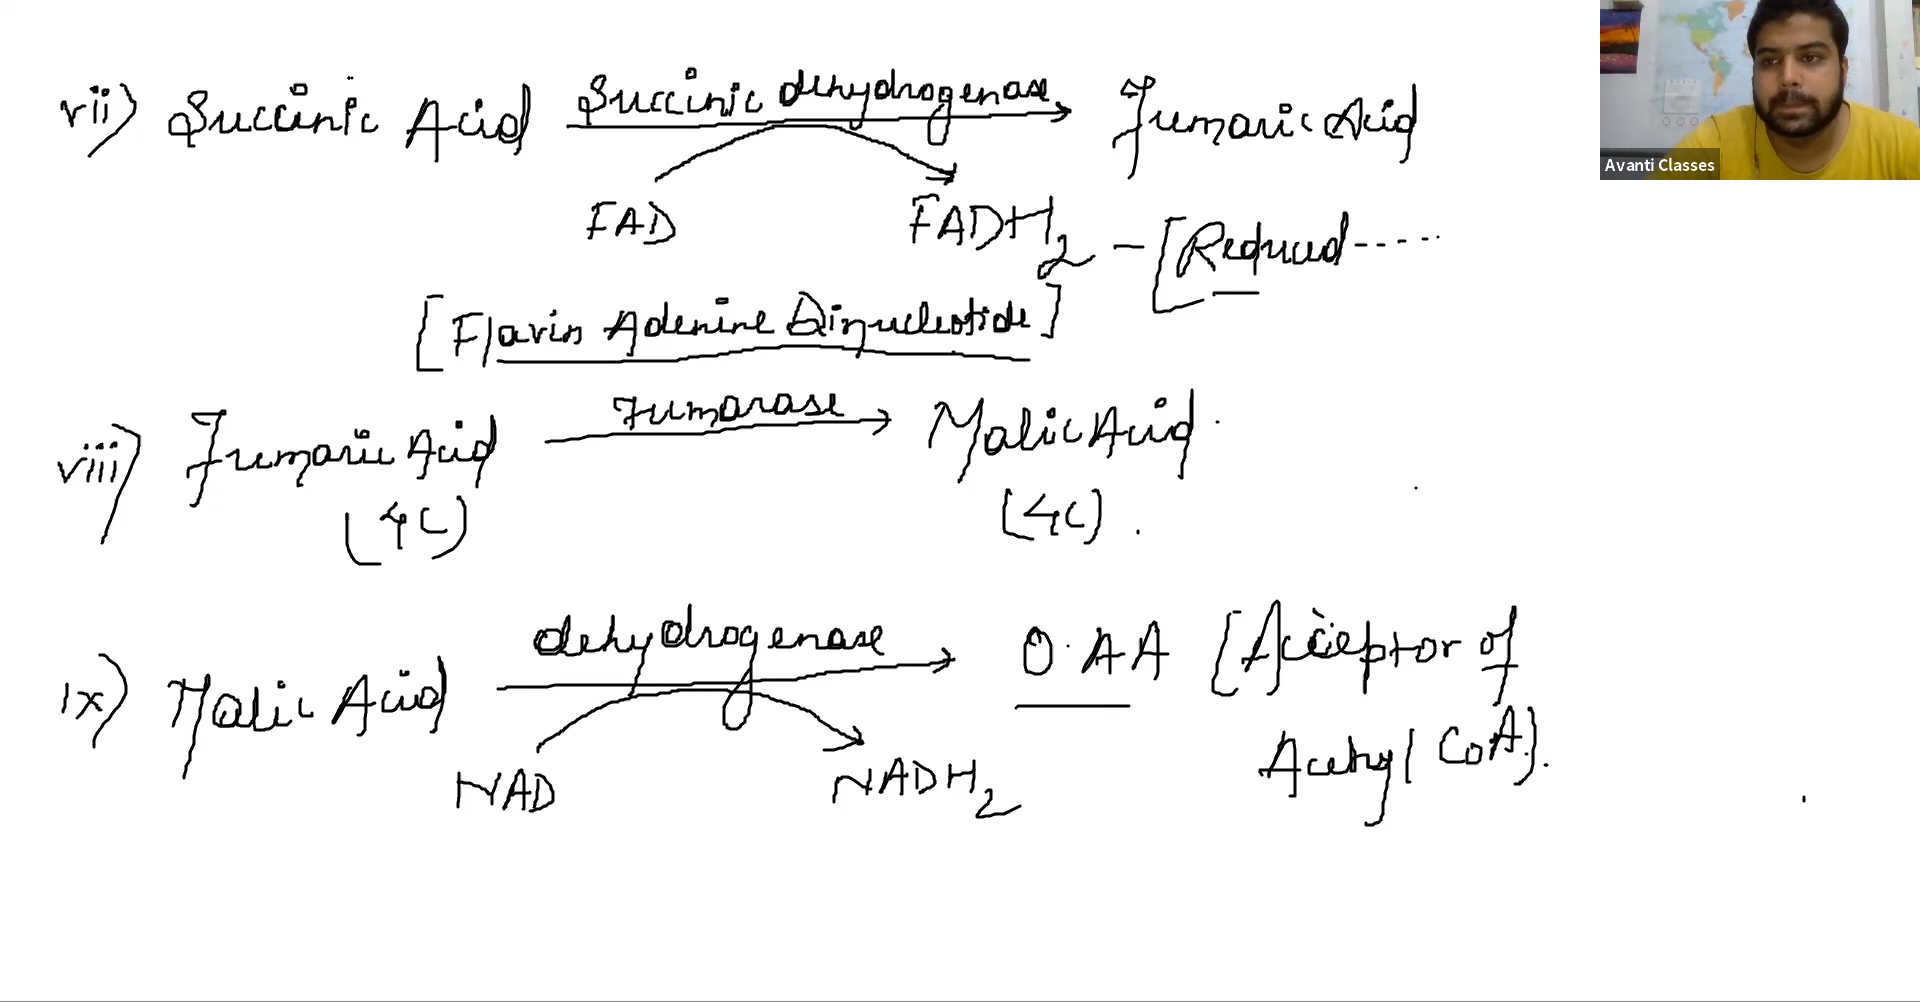 vii) Succinic Acid Succinic dehydrogenase Fumaric Acid
FAD FADH2 - [Reduced-----
[Flavin Adenine Dinucleotide]
viii) Fumaric Acid Fumarase Malic Acid.
(4C) (4C).
ix) Malic Acid dehydrogenase O.AA [Acceptor of
NAD NADH2 Acetyl CoA].
Avanti Classes